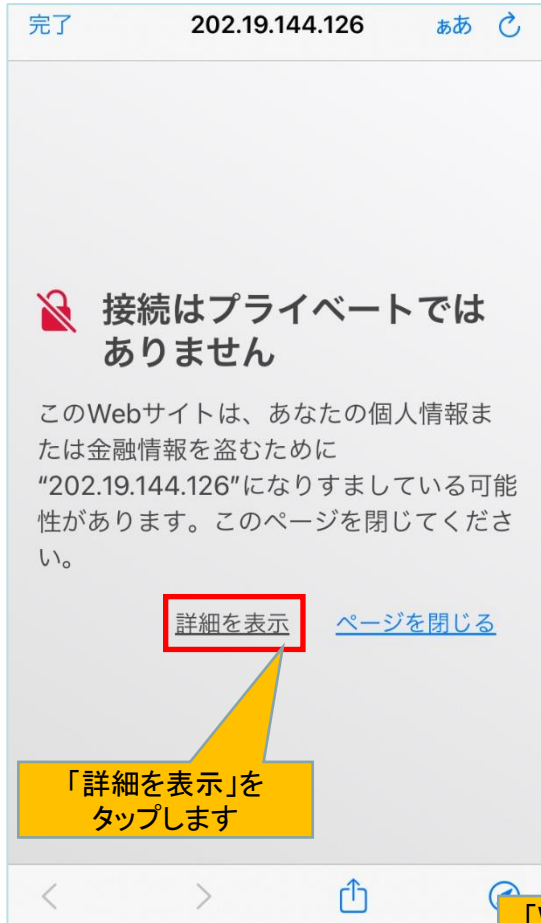 完了 202.19.144.126 ぁあ
接続はプライベートでは
ありません
このWebサイトは、あなたの個人情報ま
たは金融情報を盗むために
“202.19.144.126”になりすましている可能
性があります。このページを閉じてくださ
い。
詳細を表示 ページを閉じる
「詳細を表示」を
タップします